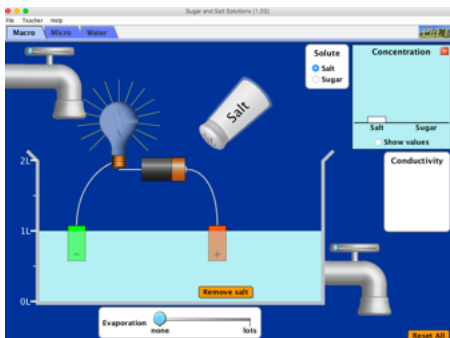 Sugar and Salt Solutions (1.02)
File Teacher Help
Macro Micro Water
Solute
Salt
Sugar
Concentration
Salt Sugar
Show values
Conductivity
Salt
2L
1L
0L
- +
Remove salt
Evaporation
none lots
Reset All